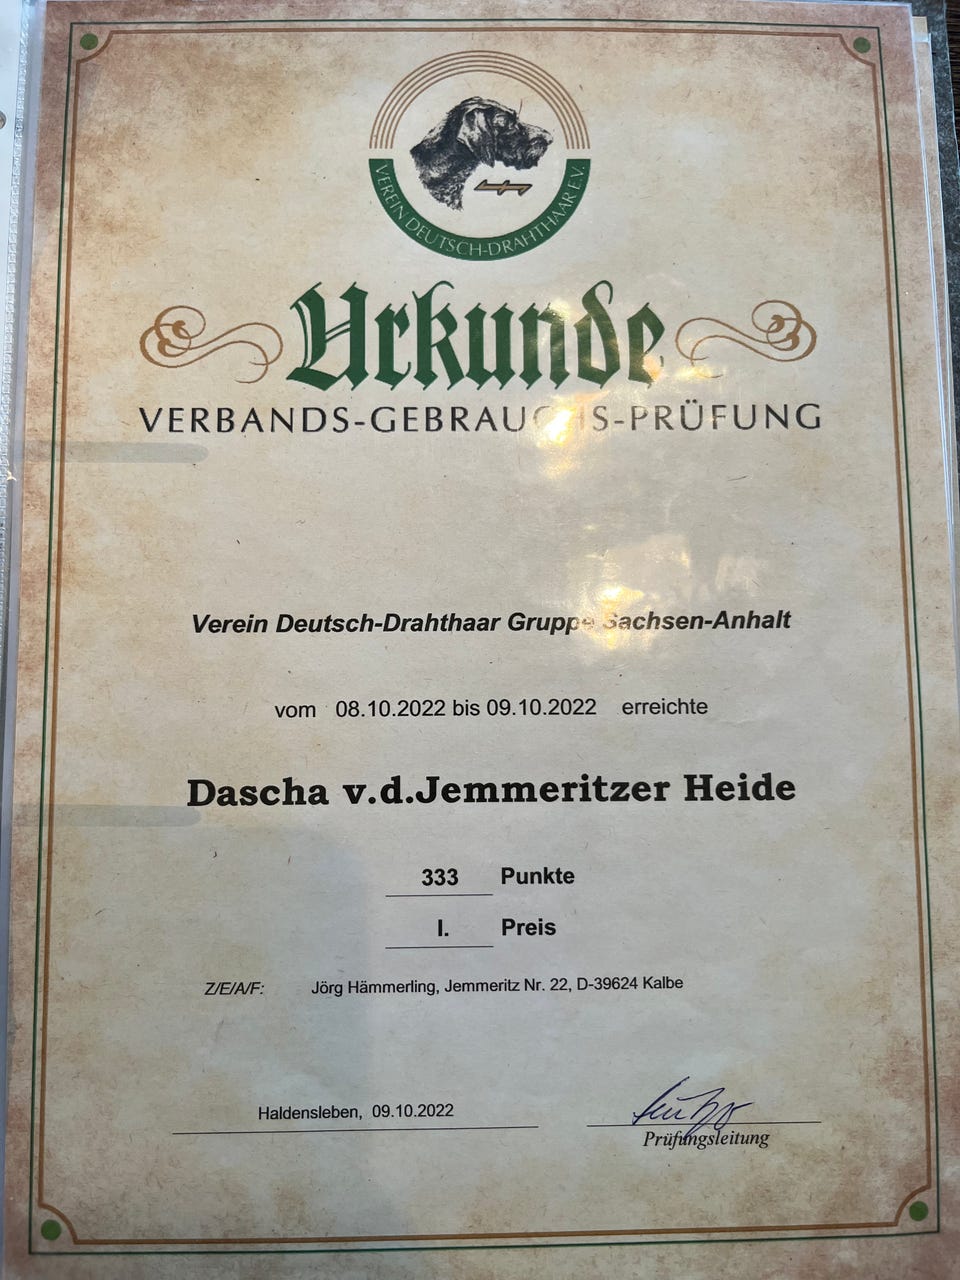 VEREIN DEUTSCH-DRAHTHAAR E.V.
Urkunde
VERBANDS-GEBRAUCHS-PRÜFUNG
Verein Deutsch-Drahthaar Gruppe Sachsen-Anhalt
vom 08.10.2022 bis 09.10.2022 erreichte
Dascha v.d.Jemmeritzer Heide
333 Punkte
I. Preis
Z/E/A/F: Jörg Hämmerling, Jemmeritz Nr. 22, D-39624 Kalbe
Haldensleben, 09.10.2022
Prüfungsleitung